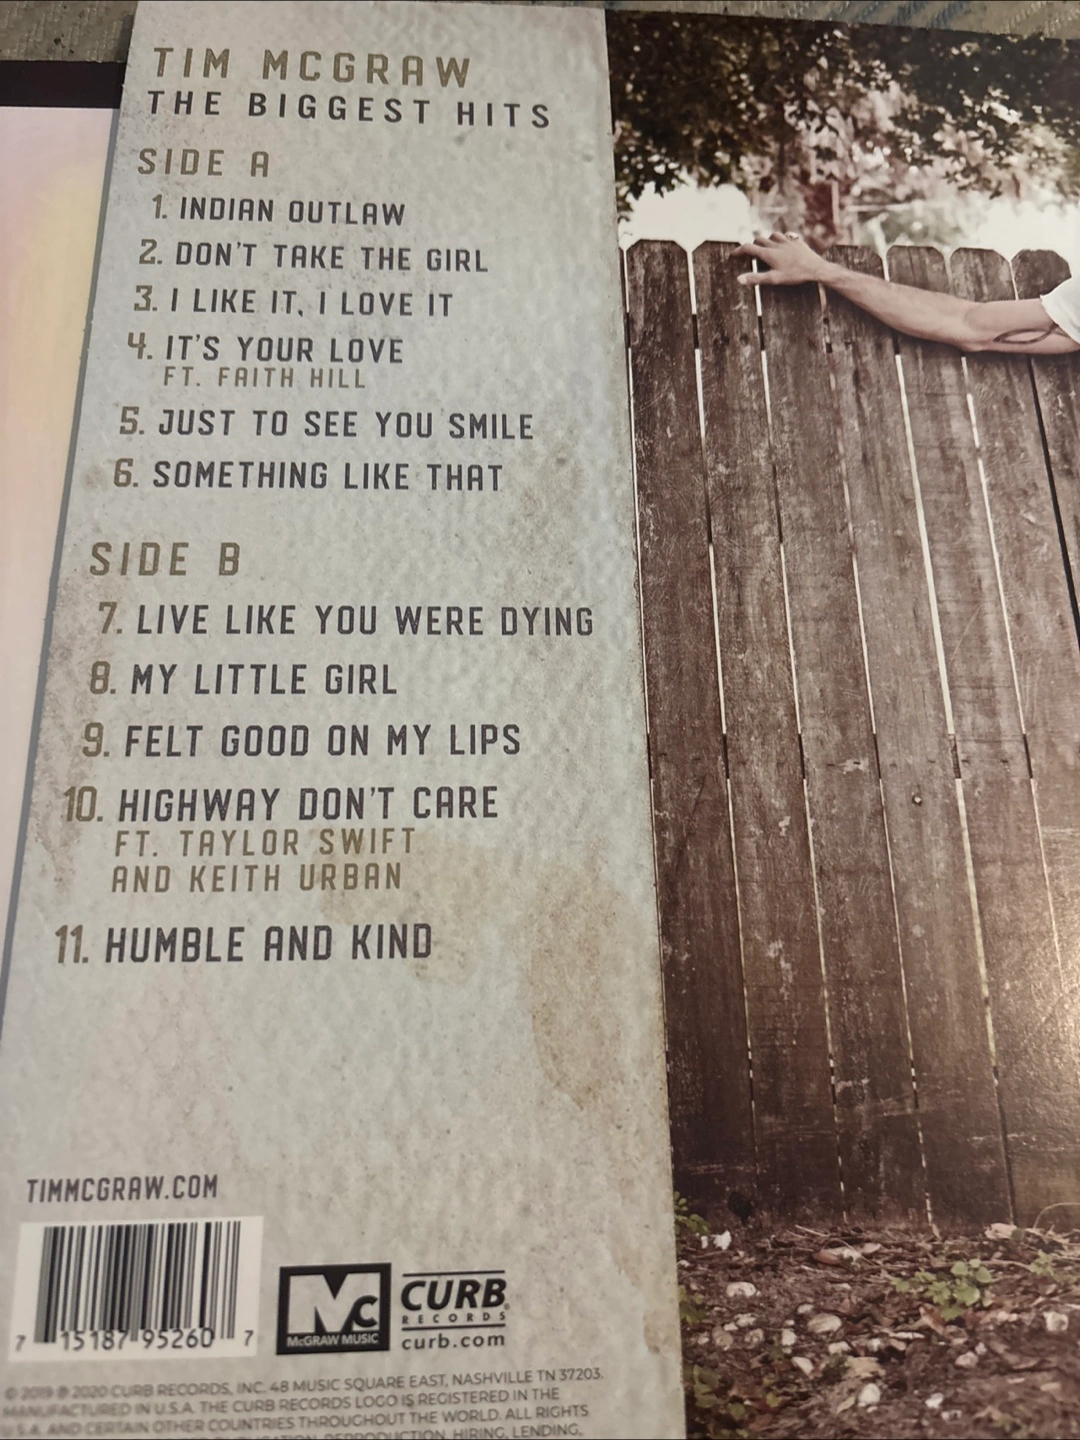 TIM MCGRAW
THE BIGGEST HITS
SIDE A
1. INDIAN OUTLAW
2. DON'T TAKE THE GIRL
3. I LIKE IT, I LOVE IT
4. IT'S YOUR LOVE
FT. FAITH HILL
5. JUST TO SEE YOU SMILE
6. SOMETHING LIKE THAT
SIDE B
7. LIVE LIKE YOU WERE DYING
8. MY LITTLE GIRL
9. FELT GOOD ON MY LIPS
10. HIGHWAY DON'T CARE
FT. TAYLOR SWIFT
AND KEITH URBAN
11. HUMBLE AND KIND
TIMMCGRAW.COM
7 15187 95260 7
Mc
McGRAW MUSIC
CURB®
RECORDS
curb.com
© 2019 ℗ 2020 CURB RECORDS, INC. 48 MUSIC SQUARE EAST, NASHVILLE TN 37203.
MANUFACTURED IN U.S.A. THE CURB RECORDS LOGO IS REGISTERED IN THE
U.S.A. AND CERTAIN OTHER COUNTRIES THROUGHOUT THE WORLD. ALL RIGHTS
REPRODUCTION, HIRING, LENDING,